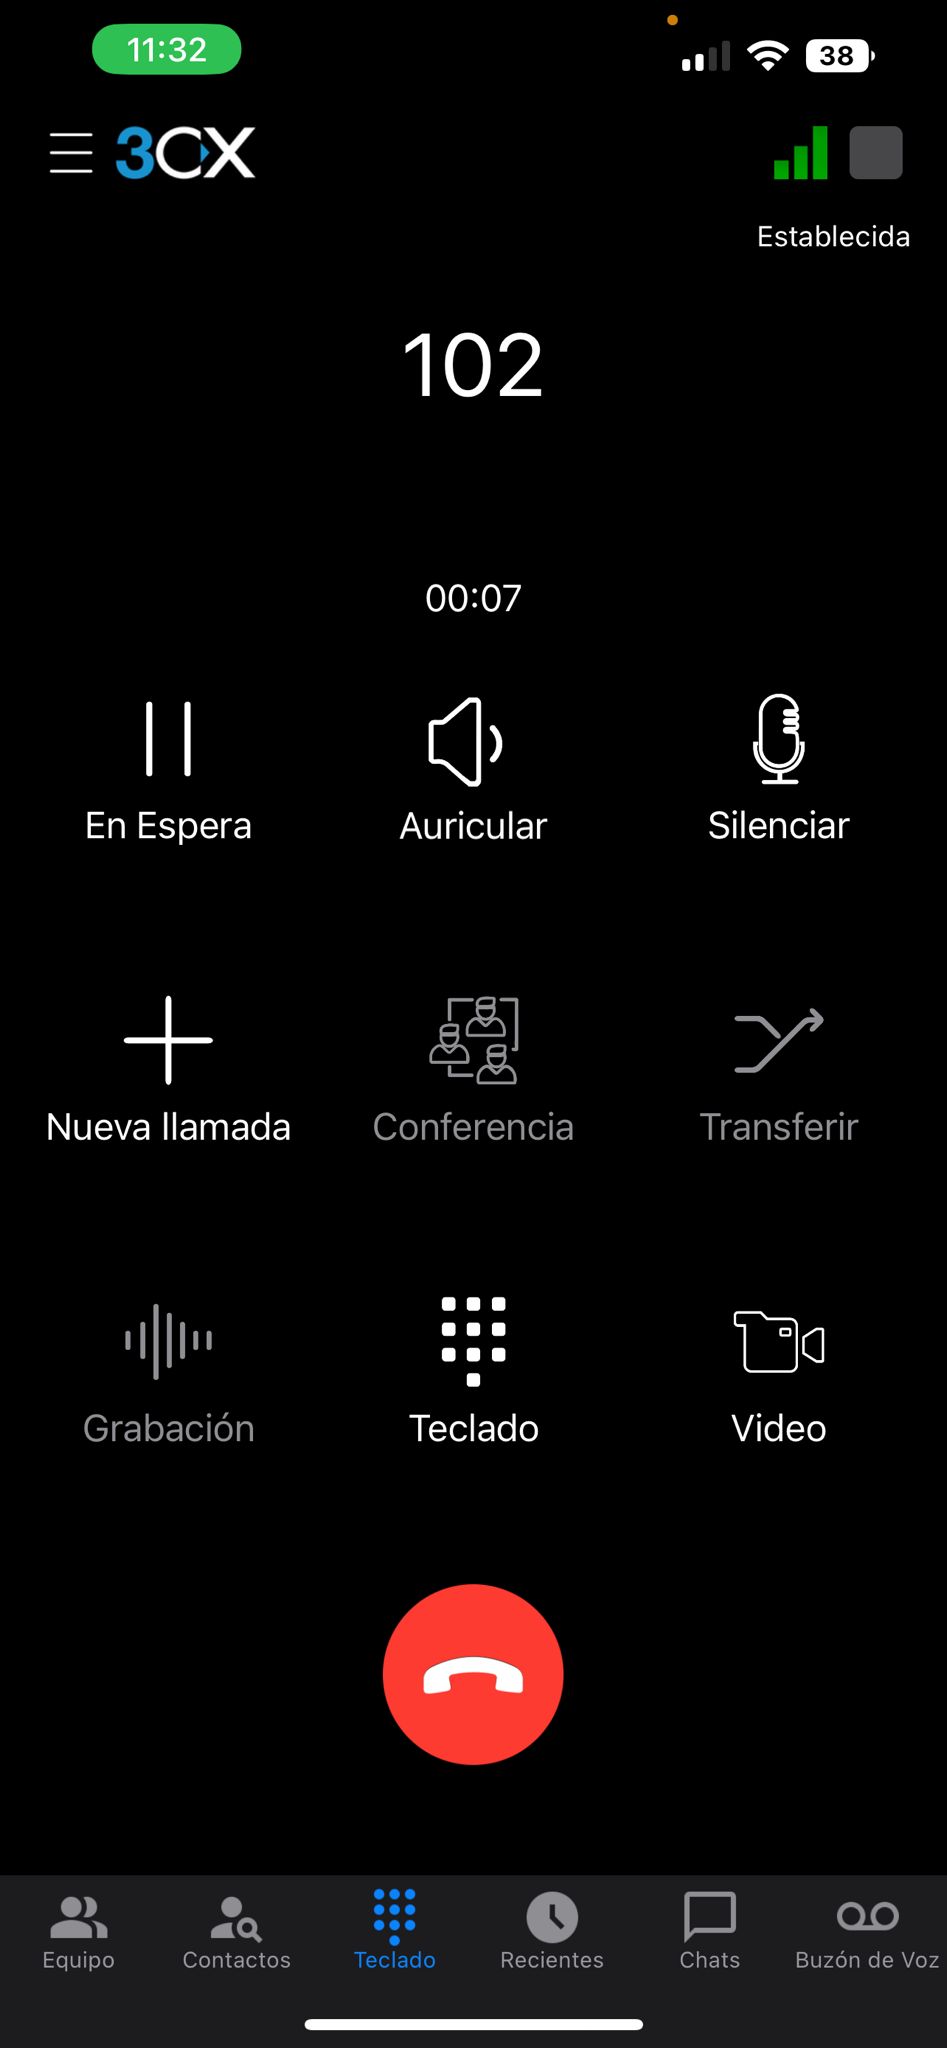 11:32
38
3CX
Establecida
102
00:07
En Espera
Auricular
Silenciar
Nueva llamada
Conferencia
Transferir
Grabación
Teclado
Video
Equipo
Contactos
Teclado
Recientes
Chats
Buzón de Voz